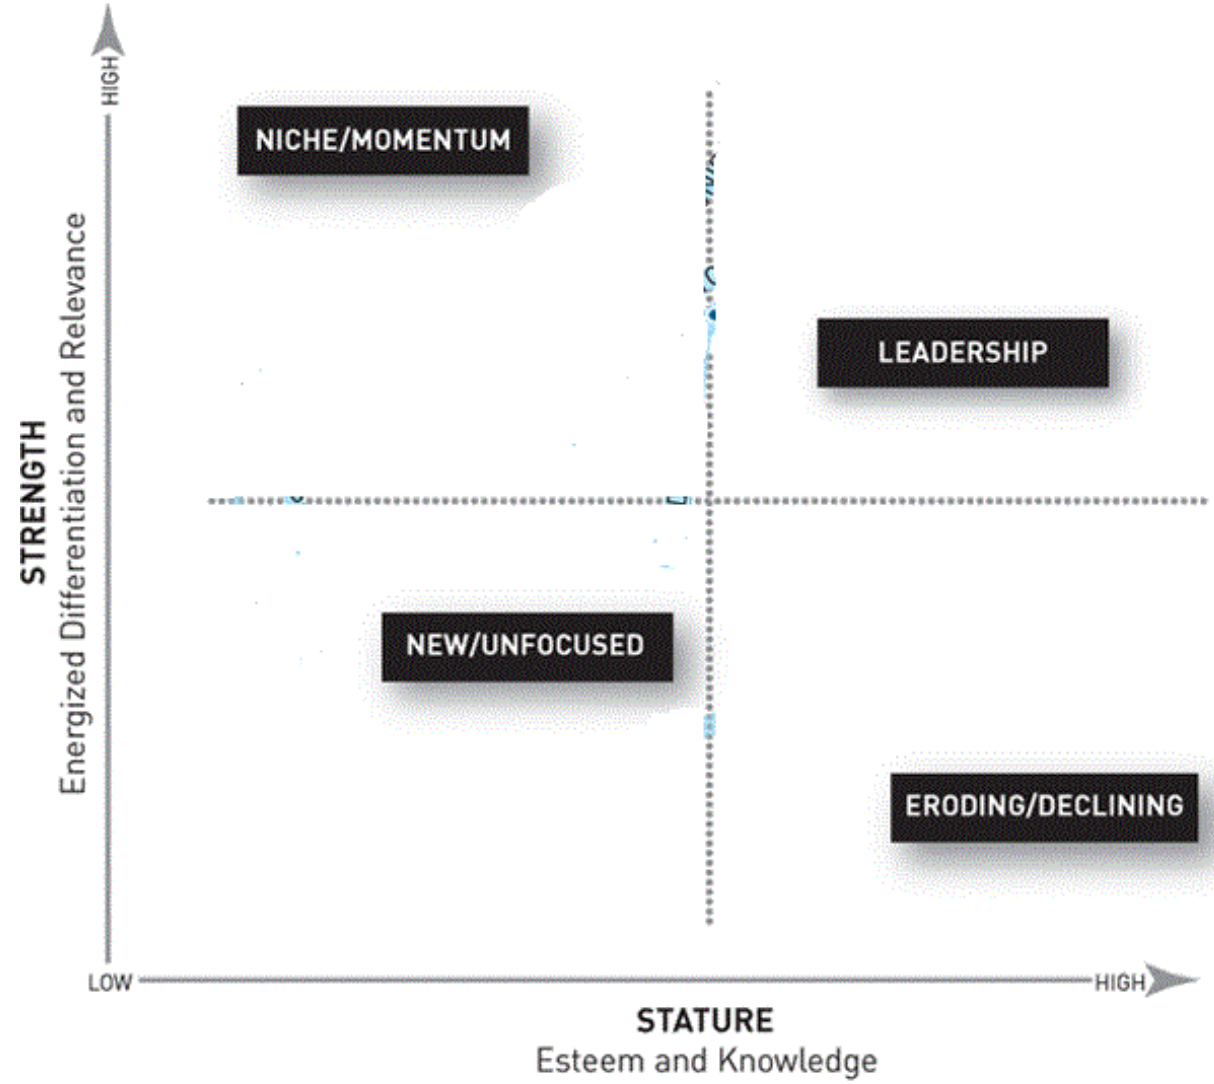 HIGH
NICHE/MOMENTUM
LEADERSHIP
STRENGTH
Energized Differentiation and Relevance
NEW/UNFOCUSED
ERODING/DECLINING
LOW
HIGH
STATURE
Esteem and Knowledge